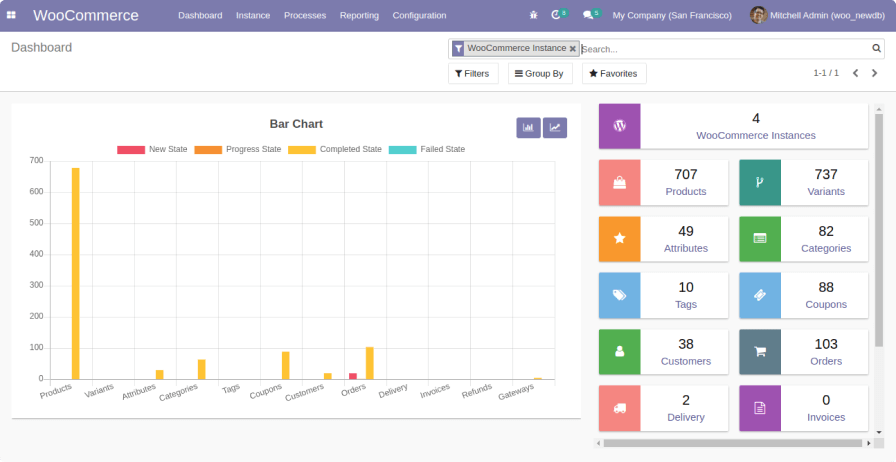 WooCommerce Dashboard Instance Processes Reporting Configuration 8 5 My Company (San Francisco) Mitchell Admin (woo_newdb)
Dashboard
WooCommerce Instance Search...
Filters Group By Favorites 1-1 / 1
Bar Chart
New State Progress State Completed State Failed State
700
600
500
400
300
200
100
0
Products Variants Attributes Categories Tags Coupons Customers Orders Delivery Invoices Refunds Gateways
4
WooCommerce Instances
707 737
Products Variants
49 82
Attributes Categories
10 88
Tags Coupons
38 103
Customers Orders
2 0
Delivery Invoices